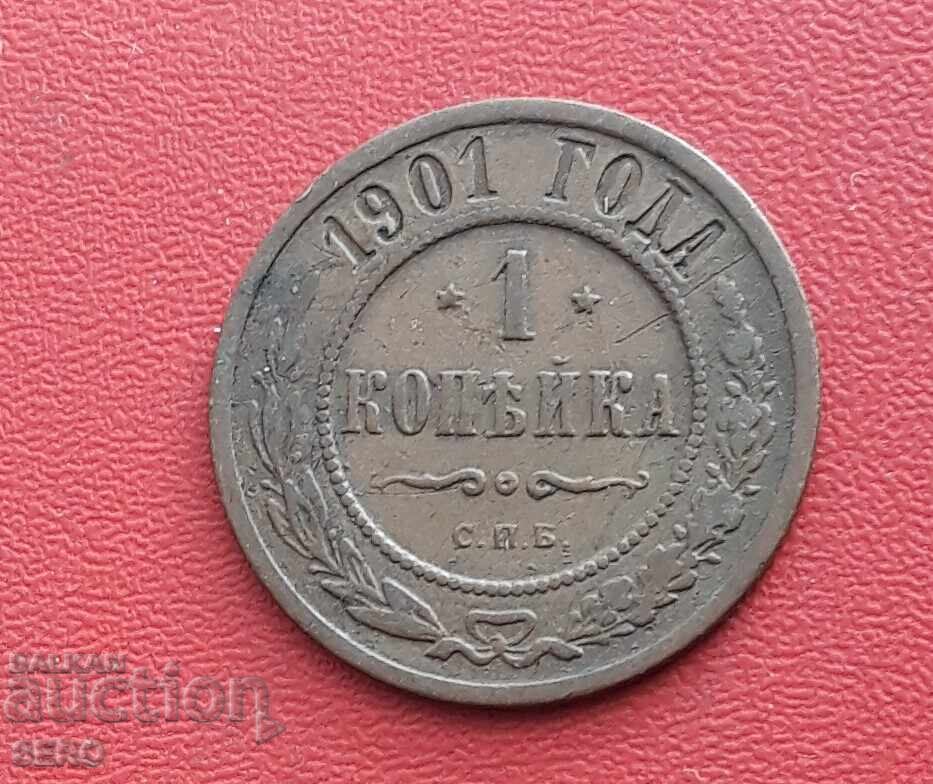 1901 ГОДА
* 1 *
КОПѢЙКА
С.П.Б.
BALKAN
auction
SERO